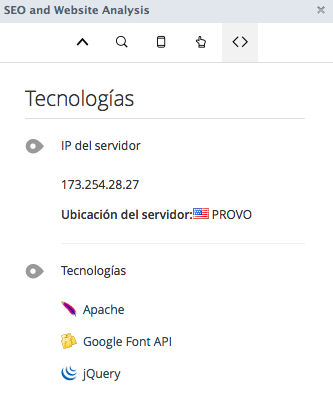 SEO and Website Analysis
Tecnologías
IP del servidor
173.254.28.27
Ubicación del servidor: PROVO
Tecnologías
Apache
Google Font API
jQuery